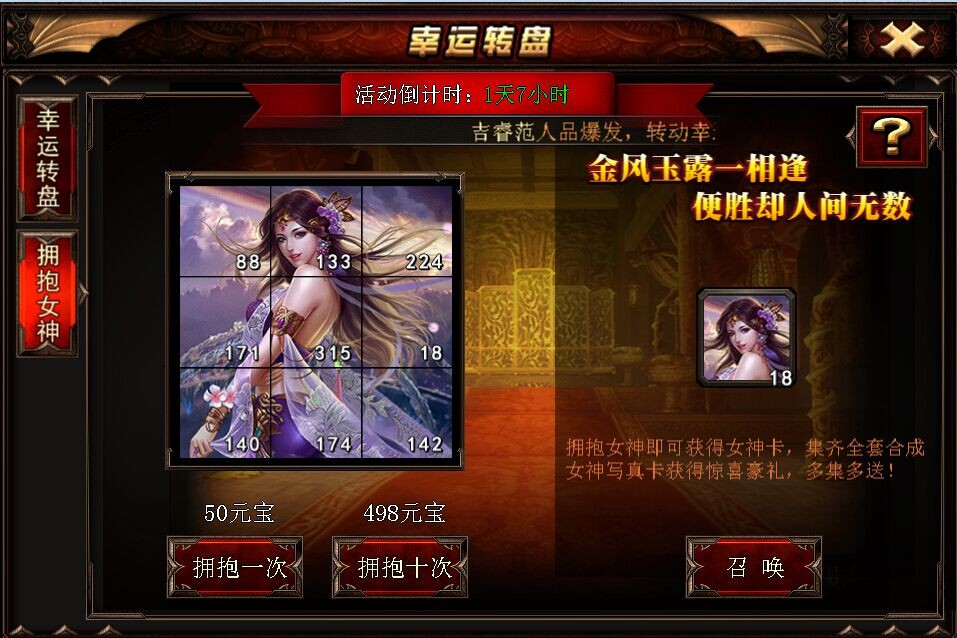 幸运转盘
活动倒计时：1天7小时
吉睿范人品爆发，转动幸
幸运转盘
拥抱女神
?
金风玉露一相逢
便胜却人间无数
88 133 224
171 315 18
140 174 142
18
拥抱女神即可获得女神卡，集齐全套合成
女神写真卡获得惊喜豪礼，多集多送！
50元宝 498元宝
拥抱一次 拥抱十次 召唤